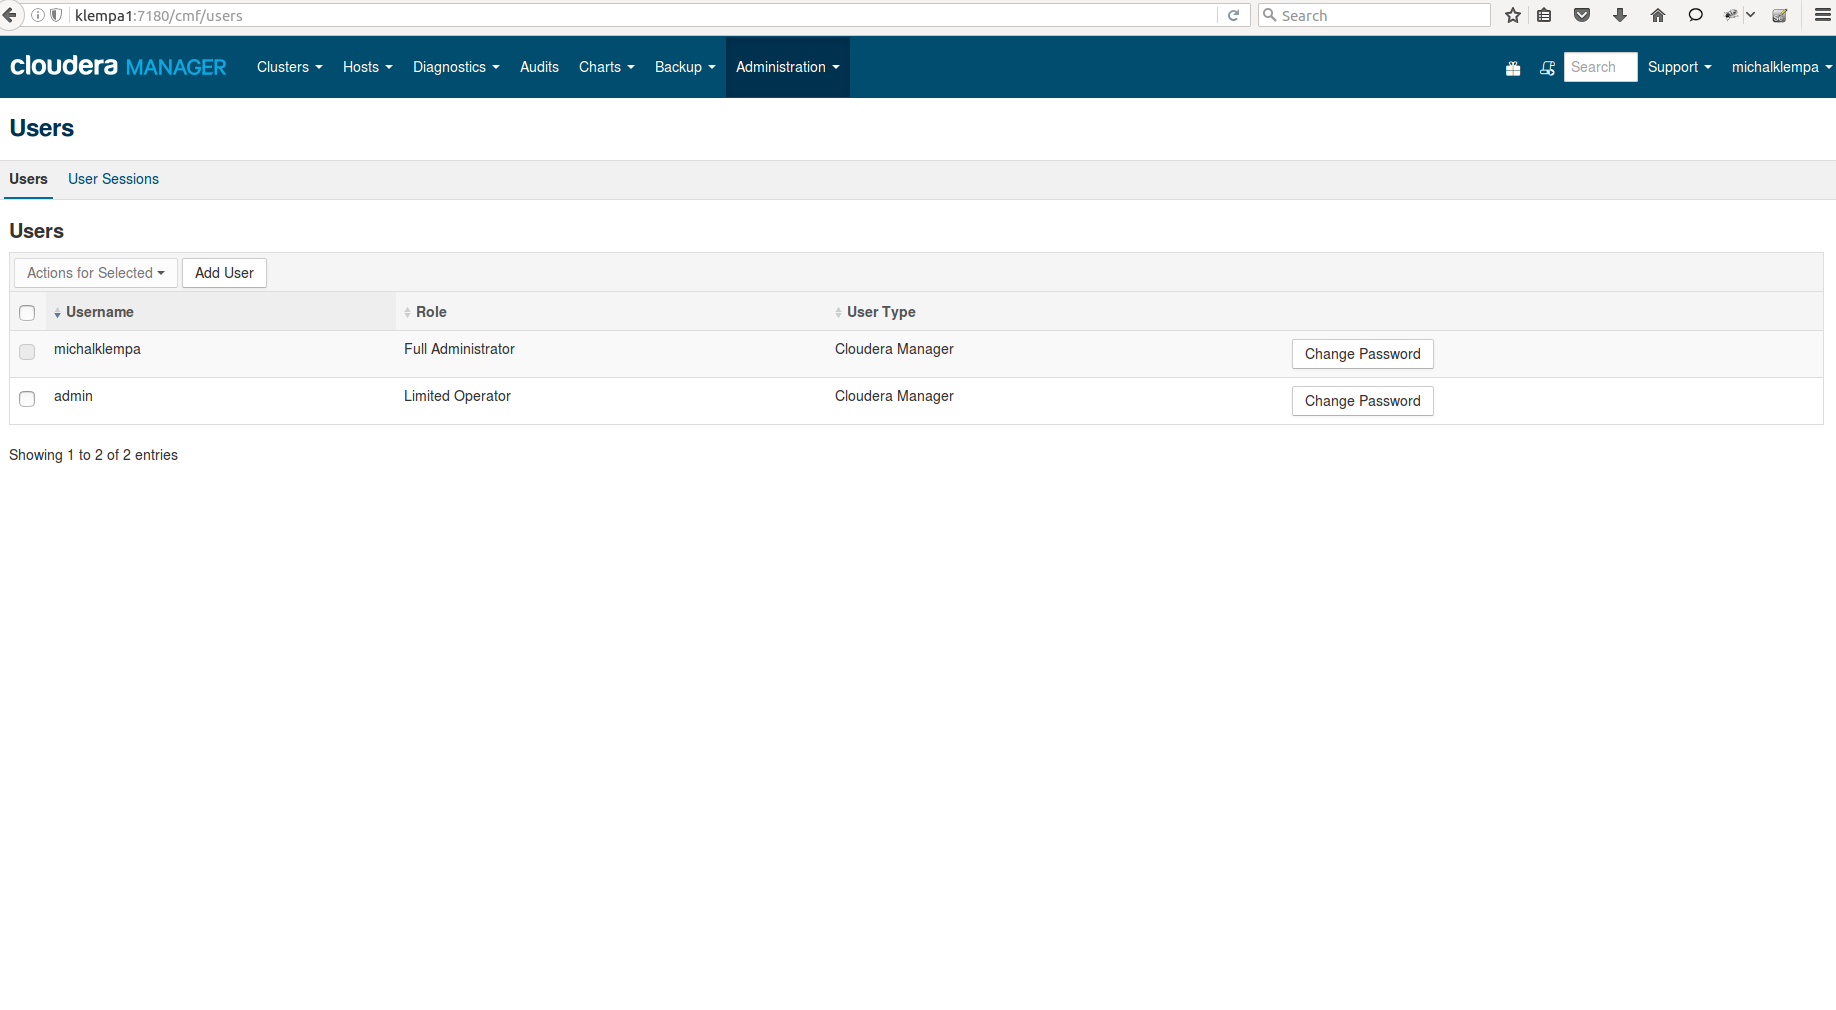 klempa1:7180/cmf/users
Search
cloudera MANAGER
Clusters
Hosts
Diagnostics
Audits
Charts
Backup
Administration
Search
Support
michalklempa
Users
Users
User Sessions
Users
Actions for Selected
Add User
Username
Role
User Type
michalklempa
Full Administrator
Cloudera Manager
Change Password
admin
Limited Operator
Cloudera Manager
Change Password
Showing 1 to 2 of 2 entries